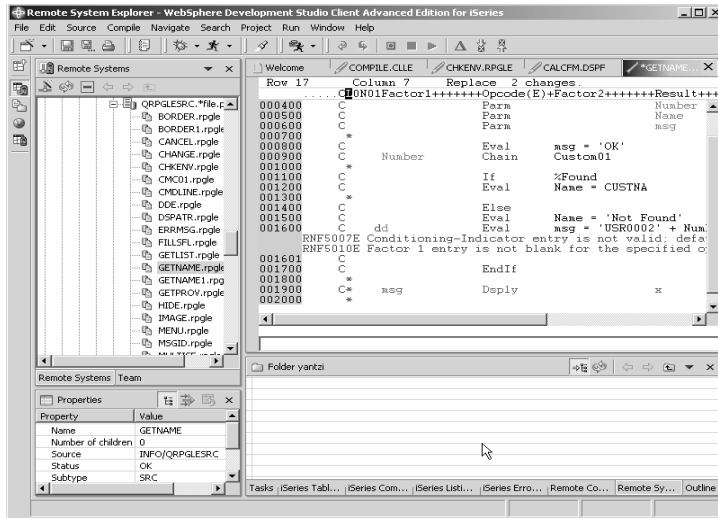 Remote System Explorer - WebSphere Development Studio Client Advanced Edition for iSeries
File Edit Source Compile Navigate Search Project Run Window Help
Remote Systems
Welcome COMPILE.CLLE CHKENV.RPGLE CALCFM.DSPF *GETNAME...
Row 17 Column 7 Replace 2 changes.
.....CI0N01Factor1+++++++Opcode(E)+Factor2+++++++Result+++
QRPGLESRC.*file.p
BORDER.rpgle
BORDER1.rpgle
CANCEL.rpgle
CHANGE.rpgle
CHKENV.rpgle
CMC01.rpgle
CMDLINE.rpgle
DDE.rpgle
DSPATR.rpgle
ERRMSG.rpgle
FILLSFL.rpgle
GETLIST.rpgle
GETNAME.rpgle
GETNAME1.rpg
GETPROV.rpgle
HIDE.rpgle
IMAGE.rpgle
MENU.rpgle
MSGID.rpgle
000400 C Parm Number
000500 C Parm Name
000600 C Parm msg
000700 *
000800 C Eval msg = 'OK'
000900 C Number Chain Custom01
001000 *
001100 C If %Found
001200 C Eval Name = CUSTNA
001300 *
001400 C Else
001500 C Eval Name = 'Not Found'
001600 C dd Eval msg = 'USR0002' + Num
RNF5007E Conditioning-Indicator entry is not valid; defa
RNF5010E Factor 1 entry is not blank for the specified o
001601 C
001700 C EndIf
001800 *
001900 C* msg Dsply x
002000 *
Remote Systems Team
Folder yantzi
Properties
Property Value
Name GETNAME
Number of children 0
Source INFO/QRPGLESRC
Status OK
Subtype SRC
Tasks iSeries Tabl... iSeries Com... iSeries Listi... iSeries Erro... Remote Co... Remote Sy... Outline